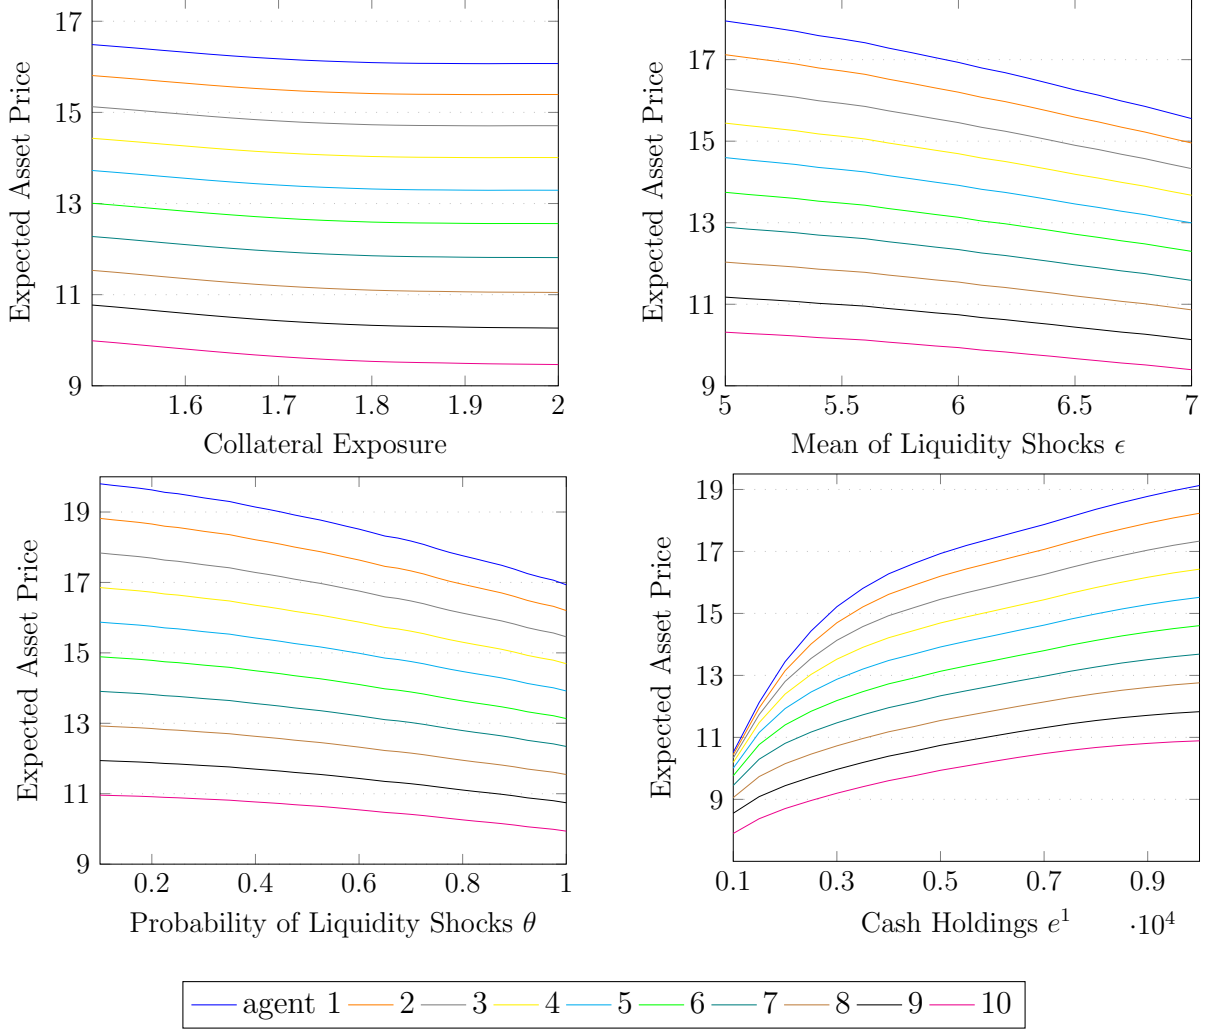 Expected Asset Price
17
15
13
11
9
1.6 1.7 1.8 1.9 2
Collateral Exposure
Expected Asset Price
17
15
13
11
9
5 5.5 6 6.5 7
Mean of Liquidity Shocks ϵ
Expected Asset Price
19
17
15
13
11
9
0.2 0.4 0.6 0.8 1
Probability of Liquidity Shocks θ
Expected Asset Price
19
17
15
13
11
9
0.1 0.3 0.5 0.7 0.9
Cash Holdings e¹ ·10⁴
agent 1 2 3 4 5 6 7 8 9 10